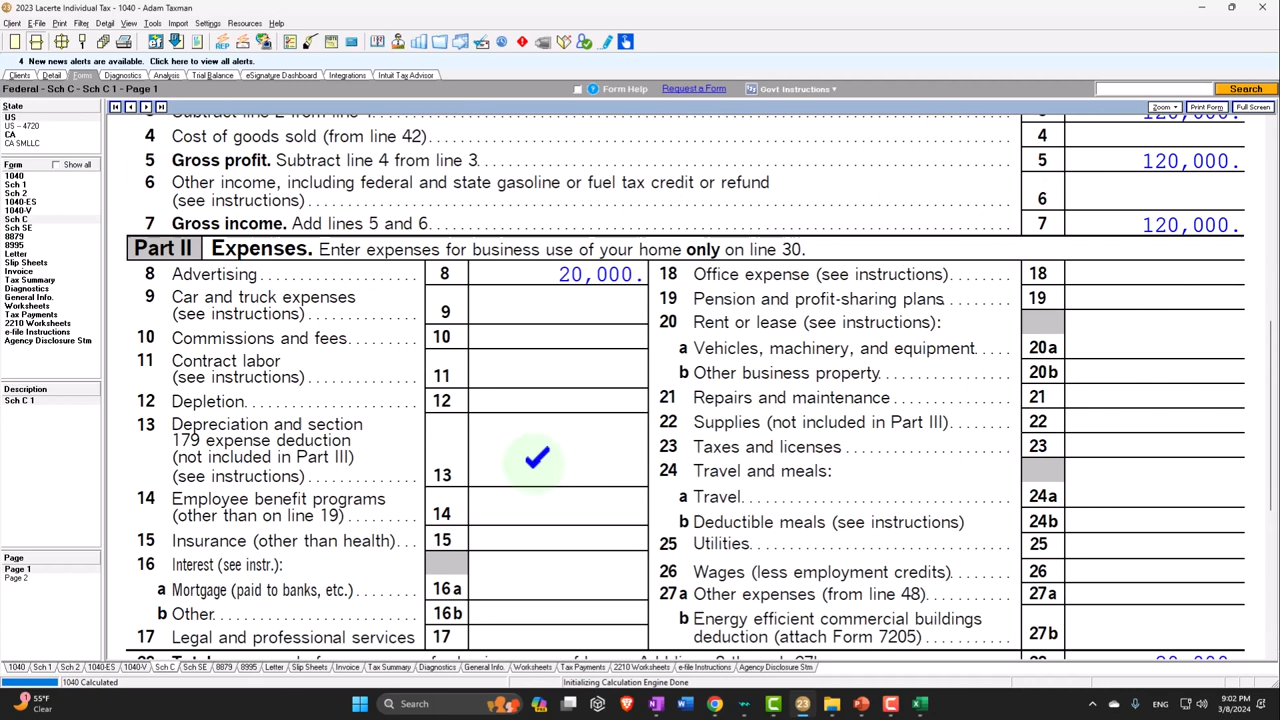 2023 Lacerte Individual Tax - 1040 - Adam Taxman
Client E-File Print Filter Detail View Tools Import Settings Resources Help
4 New news alerts are available. Click here to view all alerts.
Clients Detail Forms Diagnostics Analysis Trial Balance eSignature Dashboard Integrations Intuit Tax Advisor
Federal - Sch C - Sch C 1 - Page 1 Form Help Request a Form Govt Instructions Search
State
US
US - 4720
CA
CA SMLLC
Form Show all
1040
Sch 1
Sch 2
1040-ES
1040-V
Sch C
Sch SE
8879
8995
Letter
Slip Sheets
Invoice
Tax Summary
Diagnostics
General Info.
Worksheets
Tax Payments
2210 Worksheets
e-file Instructions
Agency Disclosure Stm
Description
Sch C 1
Page
Page 1
Page 2
Zoom Print Form Full Screen
120,000.
4 Cost of goods sold (from line 42) 4
5 Gross profit. Subtract line 4 from line 3 5 120,000.
6 Other income, including federal and state gasoline or fuel tax credit or refund
(see instructions) 6
7 Gross income. Add lines 5 and 6 7 120,000.
Part II Expenses. Enter expenses for business use of your home only on line 30.
8 Advertising 8 20,000.
9 Car and truck expenses
(see instructions) 9
10 Commissions and fees 10
11 Contract labor
(see instructions) 11
12 Depletion 12
13 Depreciation and section
179 expense deduction
(not included in Part III)
(see instructions) 13
14 Employee benefit programs
(other than on line 19) 14
15 Insurance (other than health) 15
16 Interest (see instr.):
a Mortgage (paid to banks, etc.) 16a
b Other 16b
17 Legal and professional services 17
18 Office expense (see instructions) 18
19 Pension and profit-sharing plans 19
20 Rent or lease (see instructions):
a Vehicles, machinery, and equipment 20a
b Other business property 20b
21 Repairs and maintenance 21
22 Supplies (not included in Part III) 22
23 Taxes and licenses 23
24 Travel and meals:
a Travel 24a
b Deductible meals (see instructions) 24b
25 Utilities 25
26 Wages (less employment credits) 26
27a Other expenses (from line 48) 27a
b Energy efficient commercial buildings
deduction (attach Form 7205) 27b
1040 Sch 1 Sch 2 1040-ES 1040-V Sch C Sch SE 8879 8995 Letter Slip Sheets Invoice Tax Summary Diagnostics General Info. Worksheets Tax Payments 2210 Worksheets e-file Instructions Agency Disclosure Stm
1040 Calculated Initializing Calculation Engine Done
55°F
Clear
Search
23
ENG
9:02 PM
3/8/2024